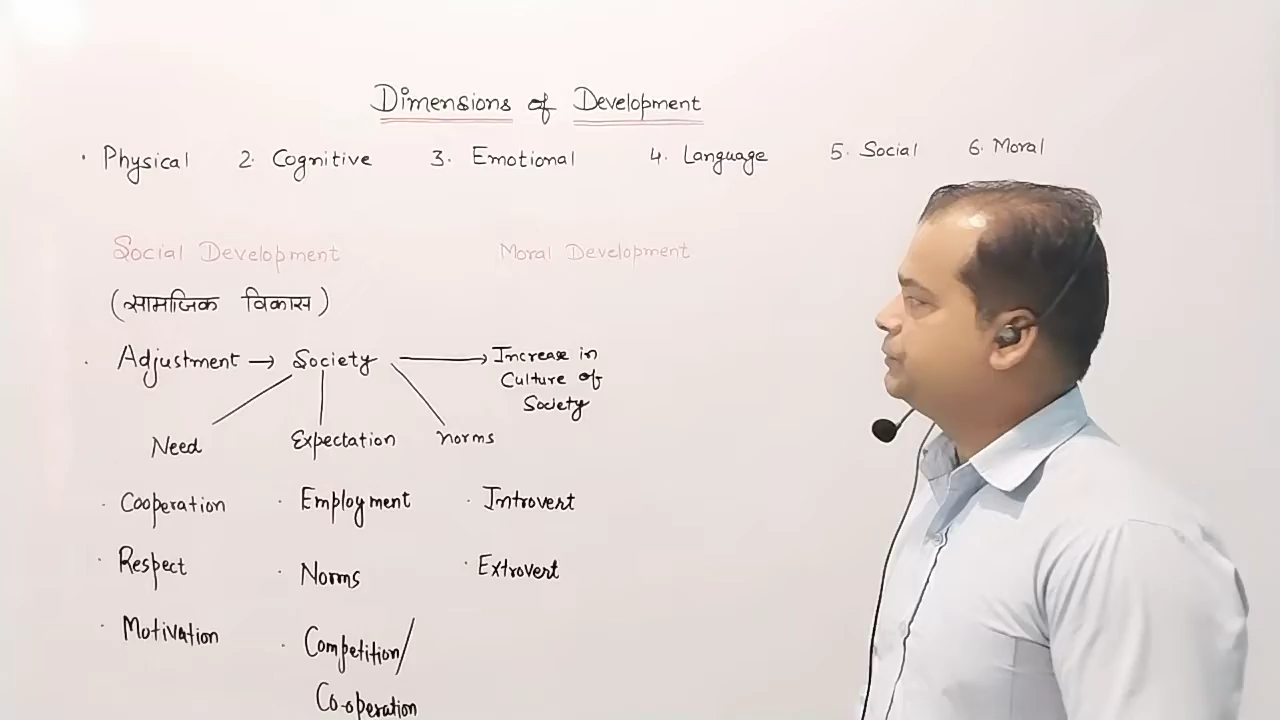 Dimensions of Development
· Physical 2. Cognitive 3. Emotional 4. Language 5. Social 6. Moral
Social Development Moral Development
(सामाजिक विकास)
· Adjustment → Society → Increase in
Culture of
Society
Need Expectation Norms
· Cooperation · Employment · Introvert
· Respect · Norms · Extrovert
· Motivation · Competition/
Co-operation